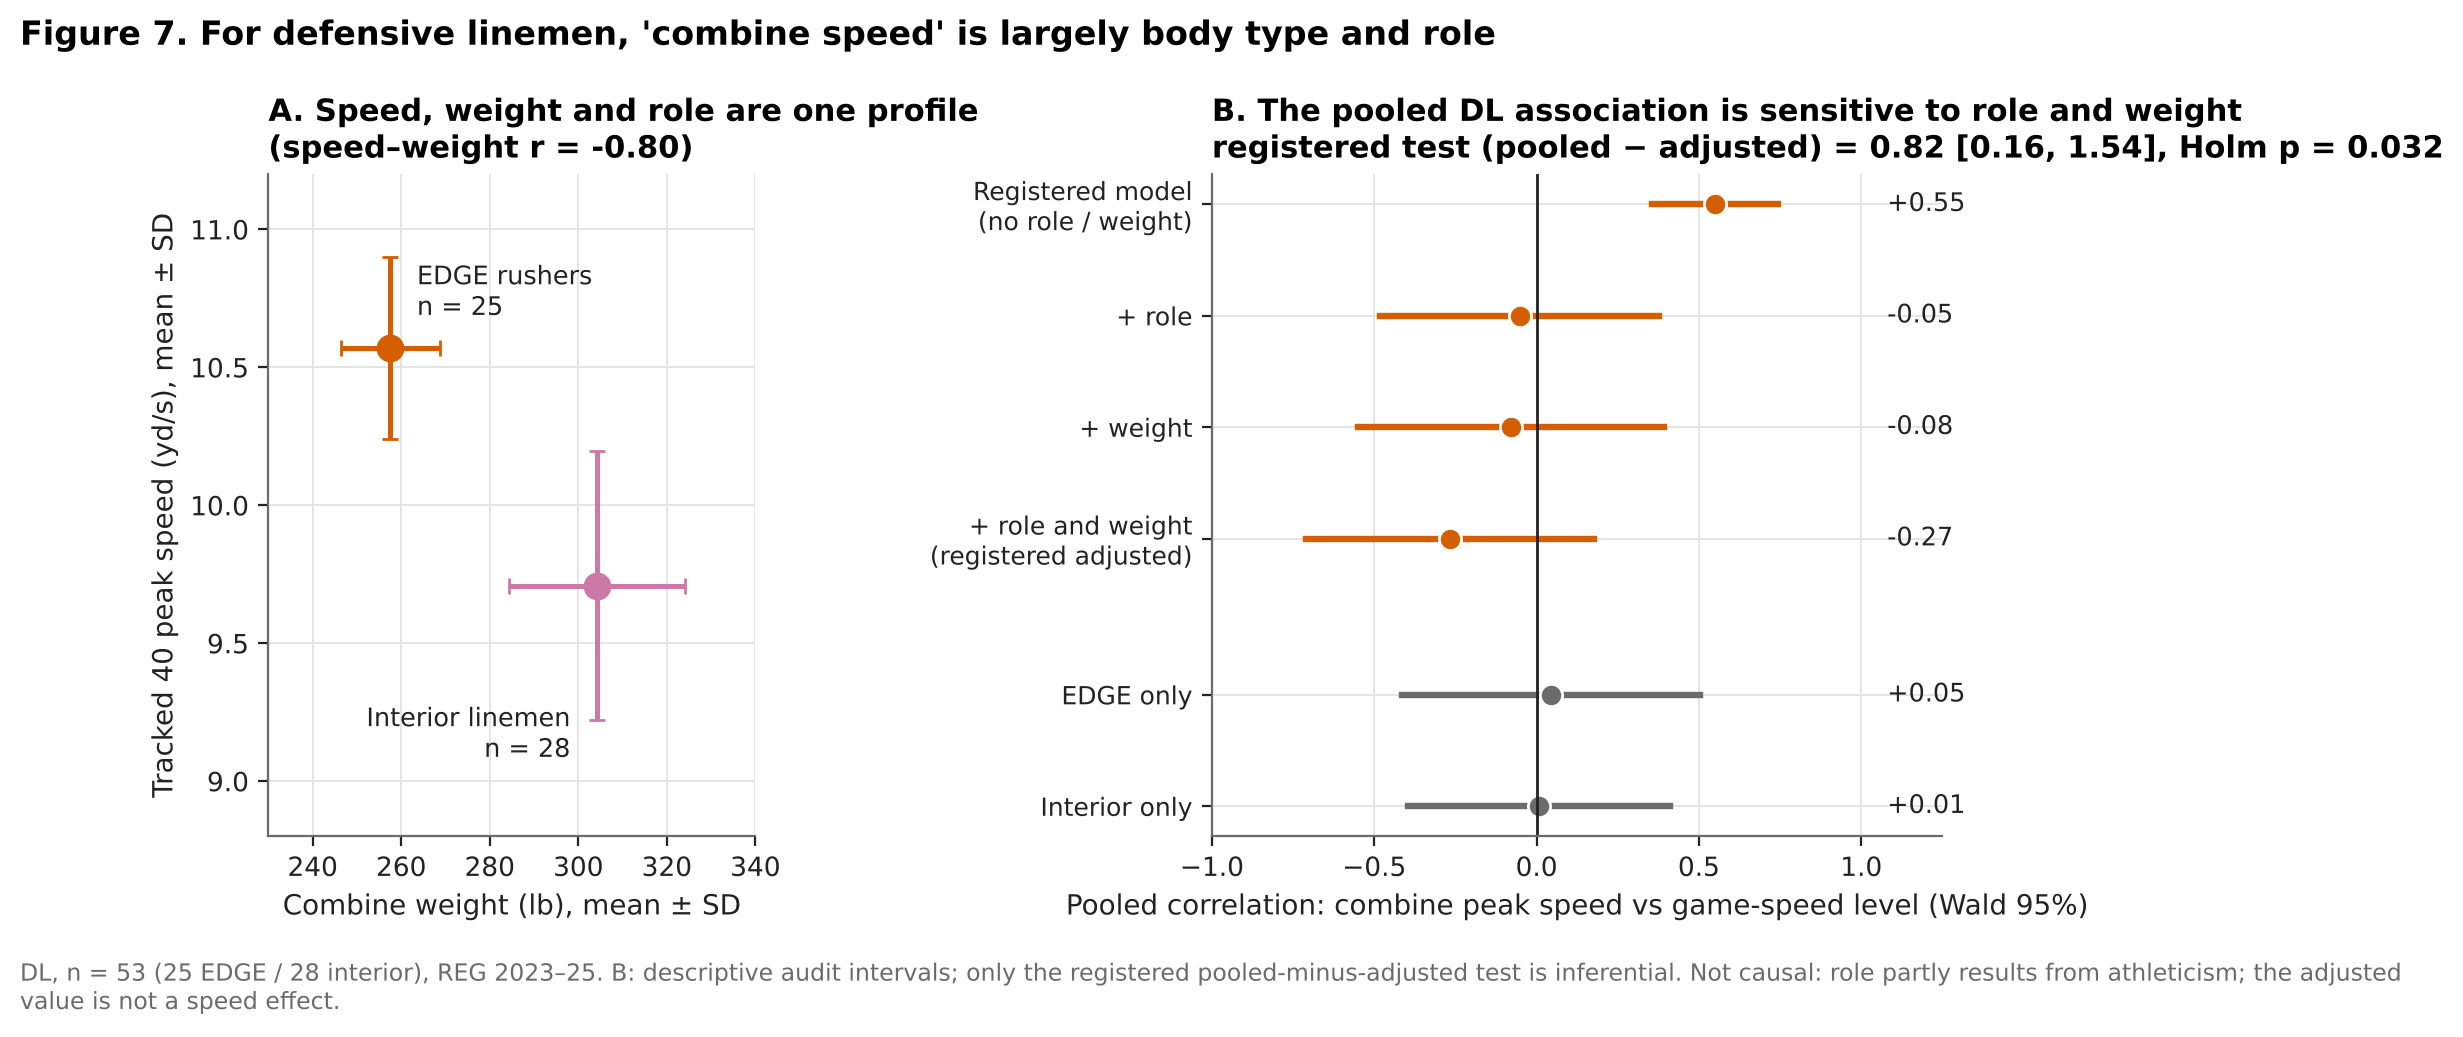 Figure 7. For defensive linemen, 'combine speed' is largely body type and role
A. Speed, weight and role are one profile
(speed–weight r = -0.80)
Tracked 40 peak speed (yd/s), mean ± SD
11.0
10.5
10.0
9.5
9.0
EDGE rushers
n = 25
Interior linemen
n = 28
240
260
280
300
320
340
Combine weight (lb), mean ± SD
B. The pooled DL association is sensitive to role and weight
registered test (pooled − adjusted) = 0.82 [0.16, 1.54], Holm p = 0.032
Registered model
(no role / weight)
+0.55
+ role
-0.05
+ weight
-0.08
+ role and weight
(registered adjusted)
-0.27
EDGE only
+0.05
Interior only
+0.01
−1.0
−0.5
0.0
0.5
1.0
Pooled correlation: combine peak speed vs game-speed level (Wald 95%)
DL, n = 53 (25 EDGE / 28 interior), REG 2023–25. B: descriptive audit intervals; only the registered pooled-minus-adjusted test is inferential. Not causal: role partly results from athleticism; the adjusted
value is not a speed effect.